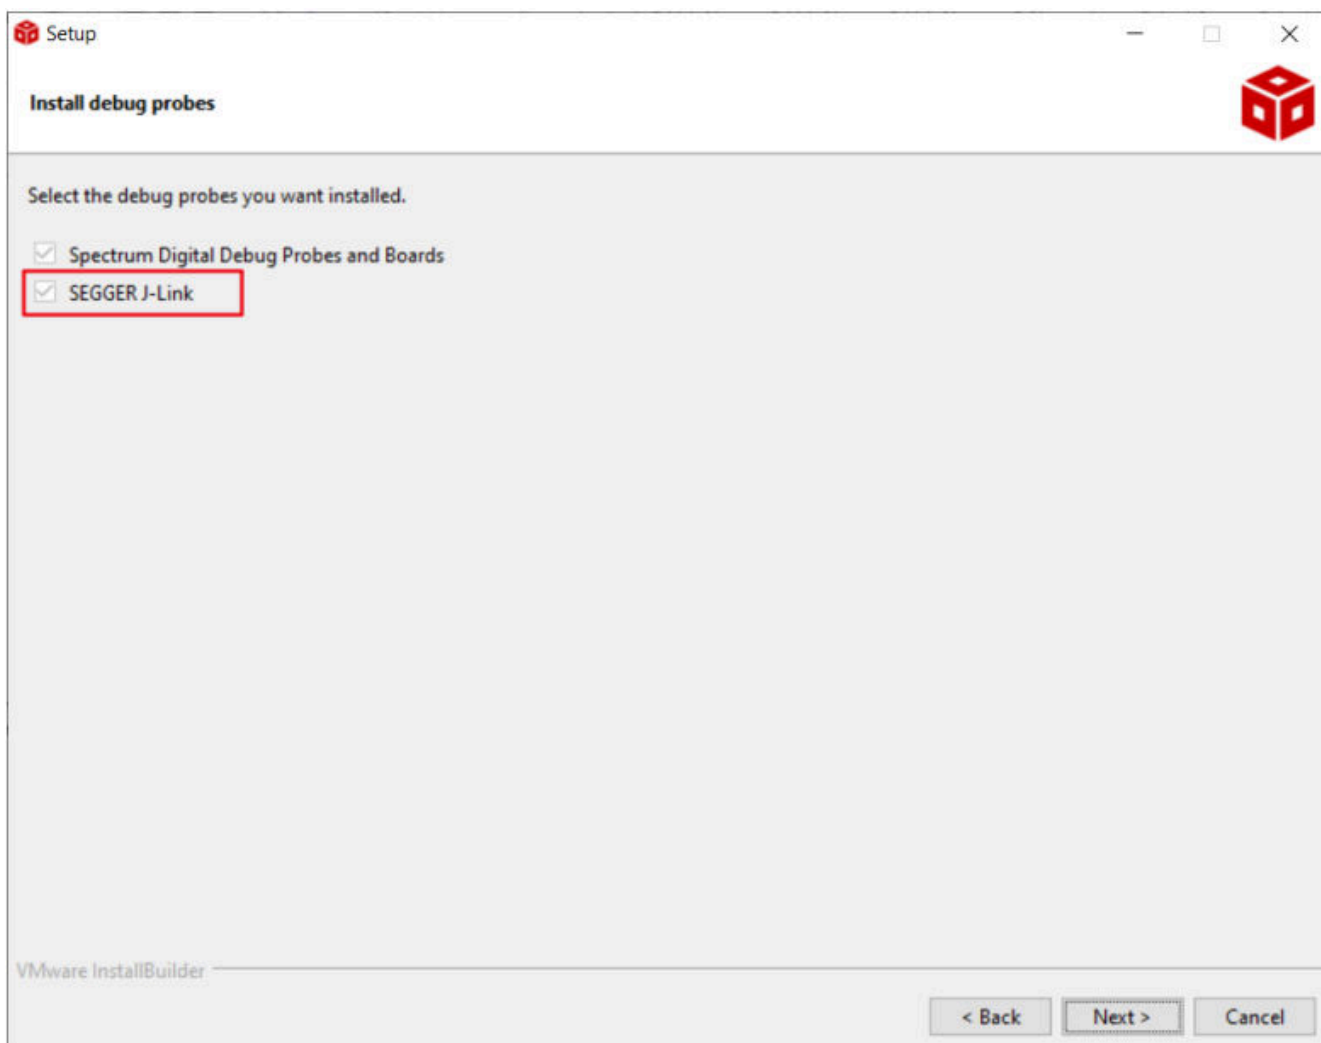 Setup
Install debug probes
Select the debug probes you want installed.
Spectrum Digital Debug Probes and Boards
SEGGER J-Link
VMware InstallBuilder
< Back Next > Cancel